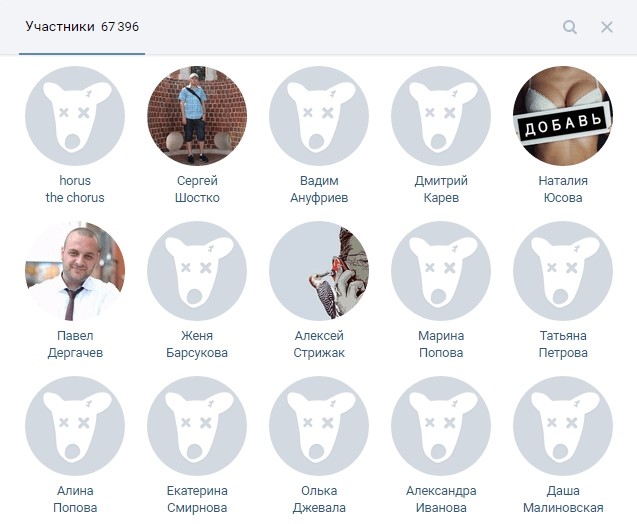 Участники 67 396
ДОБАВЬ
horus
the chorus
Сергей
Шостко
Вадим
Ануфриев
Дмитрий
Карев
Наталия
Юсова
Павел
Дергачев
Женя
Барсукова
Алексей
Стрижак
Марина
Попова
Татьяна
Петрова
Алина
Попова
Екатерина
Смирнова
Олька
Джевала
Александра
Иванова
Даша
Малиновская